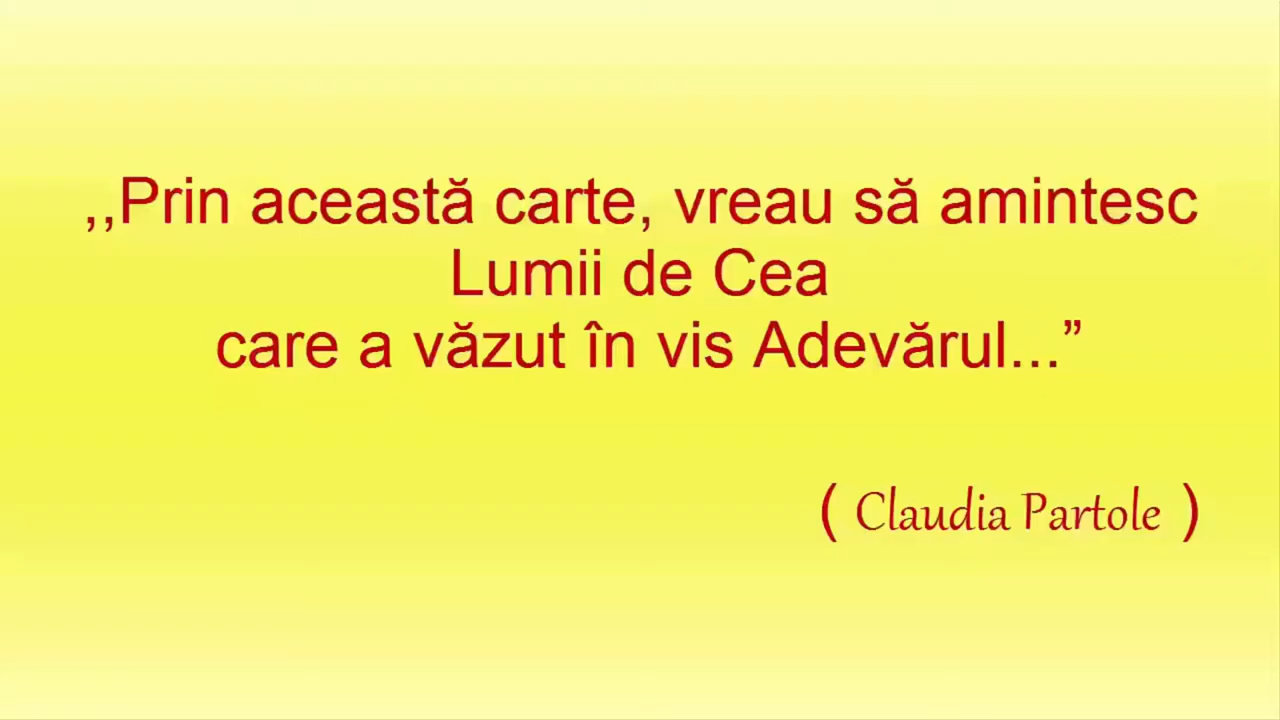 ,,Prin această carte, vreau să amintesc
Lumii de Cea
care a văzut în vis Adevărul...”
( Claudia Partole )